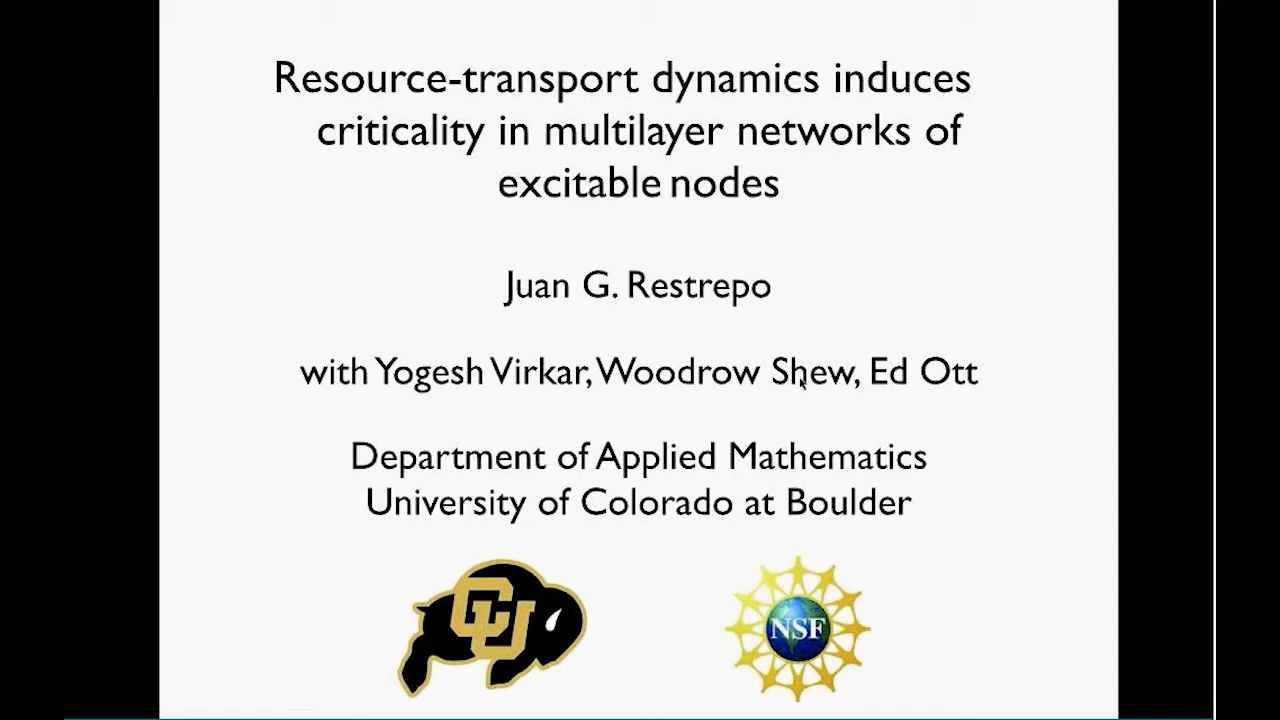 Resource-transport dynamics induces
criticality in multilayer networks of
excitable nodes
Juan G. Restrepo
with Yogesh Virkar, Woodrow Shew, Ed Ott
Department of Applied Mathematics
University of Colorado at Boulder
CU
NSF